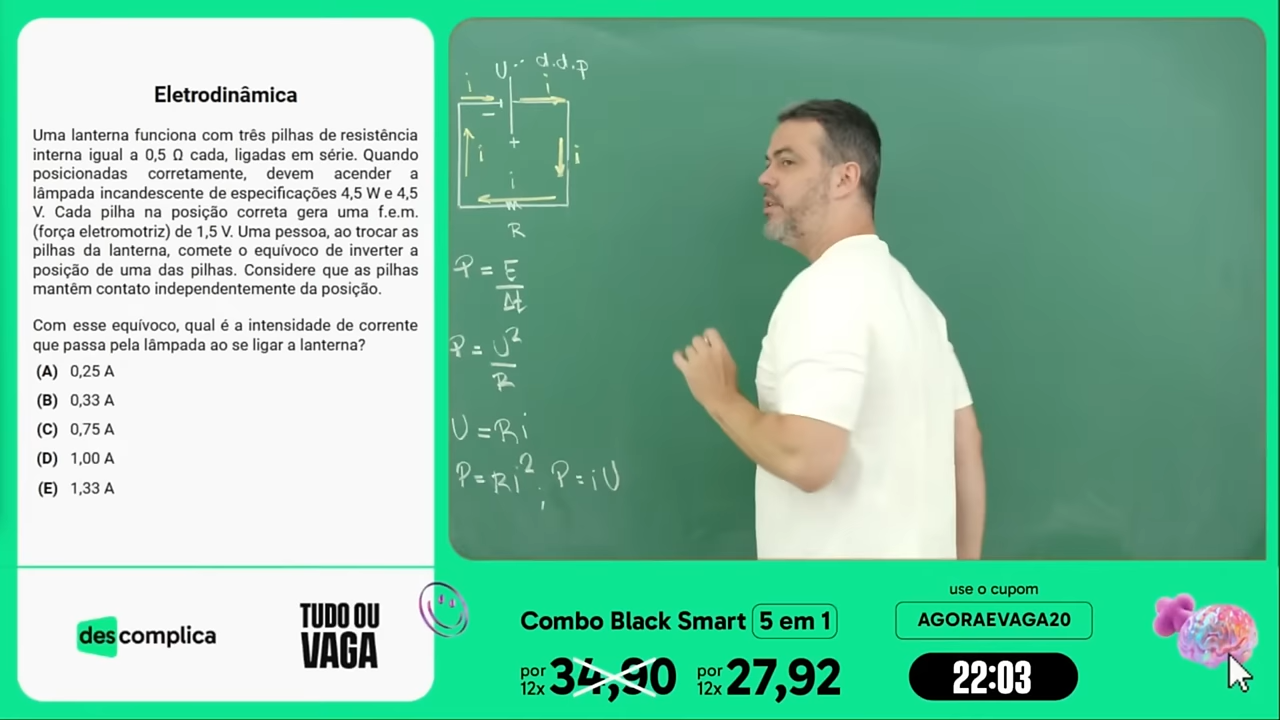 Eletrodinâmica
Uma lanterna funciona com três pilhas de resistência
interna igual a 0,5 Ω cada, ligadas em série. Quando
posicionadas corretamente, devem acender a
lâmpada incandescente de especificações 4,5 W e 4,5
V. Cada pilha na posição correta gera uma f.e.m.
(força eletromotriz) de 1,5 V. Uma pessoa, ao trocar as
pilhas da lanterna, comete o equívoco de inverter a
posição de uma das pilhas. Considere que as pilhas
mantêm contato independentemente da posição.
Com esse equívoco, qual é a intensidade de corrente
que passa pela lâmpada ao se ligar a lanterna?
(A) 0,25 A
(B) 0,33 A
(C) 0,75 A
(D) 1,00 A
(E) 1,33 A
U ·· d.d.p
i i
− +
i i
i
R
P = E/Δt
P = U²/R
U = Ri
P = Ri² ; P = iU
descomplica
TUDO OU
VAGA
Combo Black Smart 5 em 1
por 12x 34,90 por 12x 27,92
use o cupom
AGORAEVAGA20
22:03